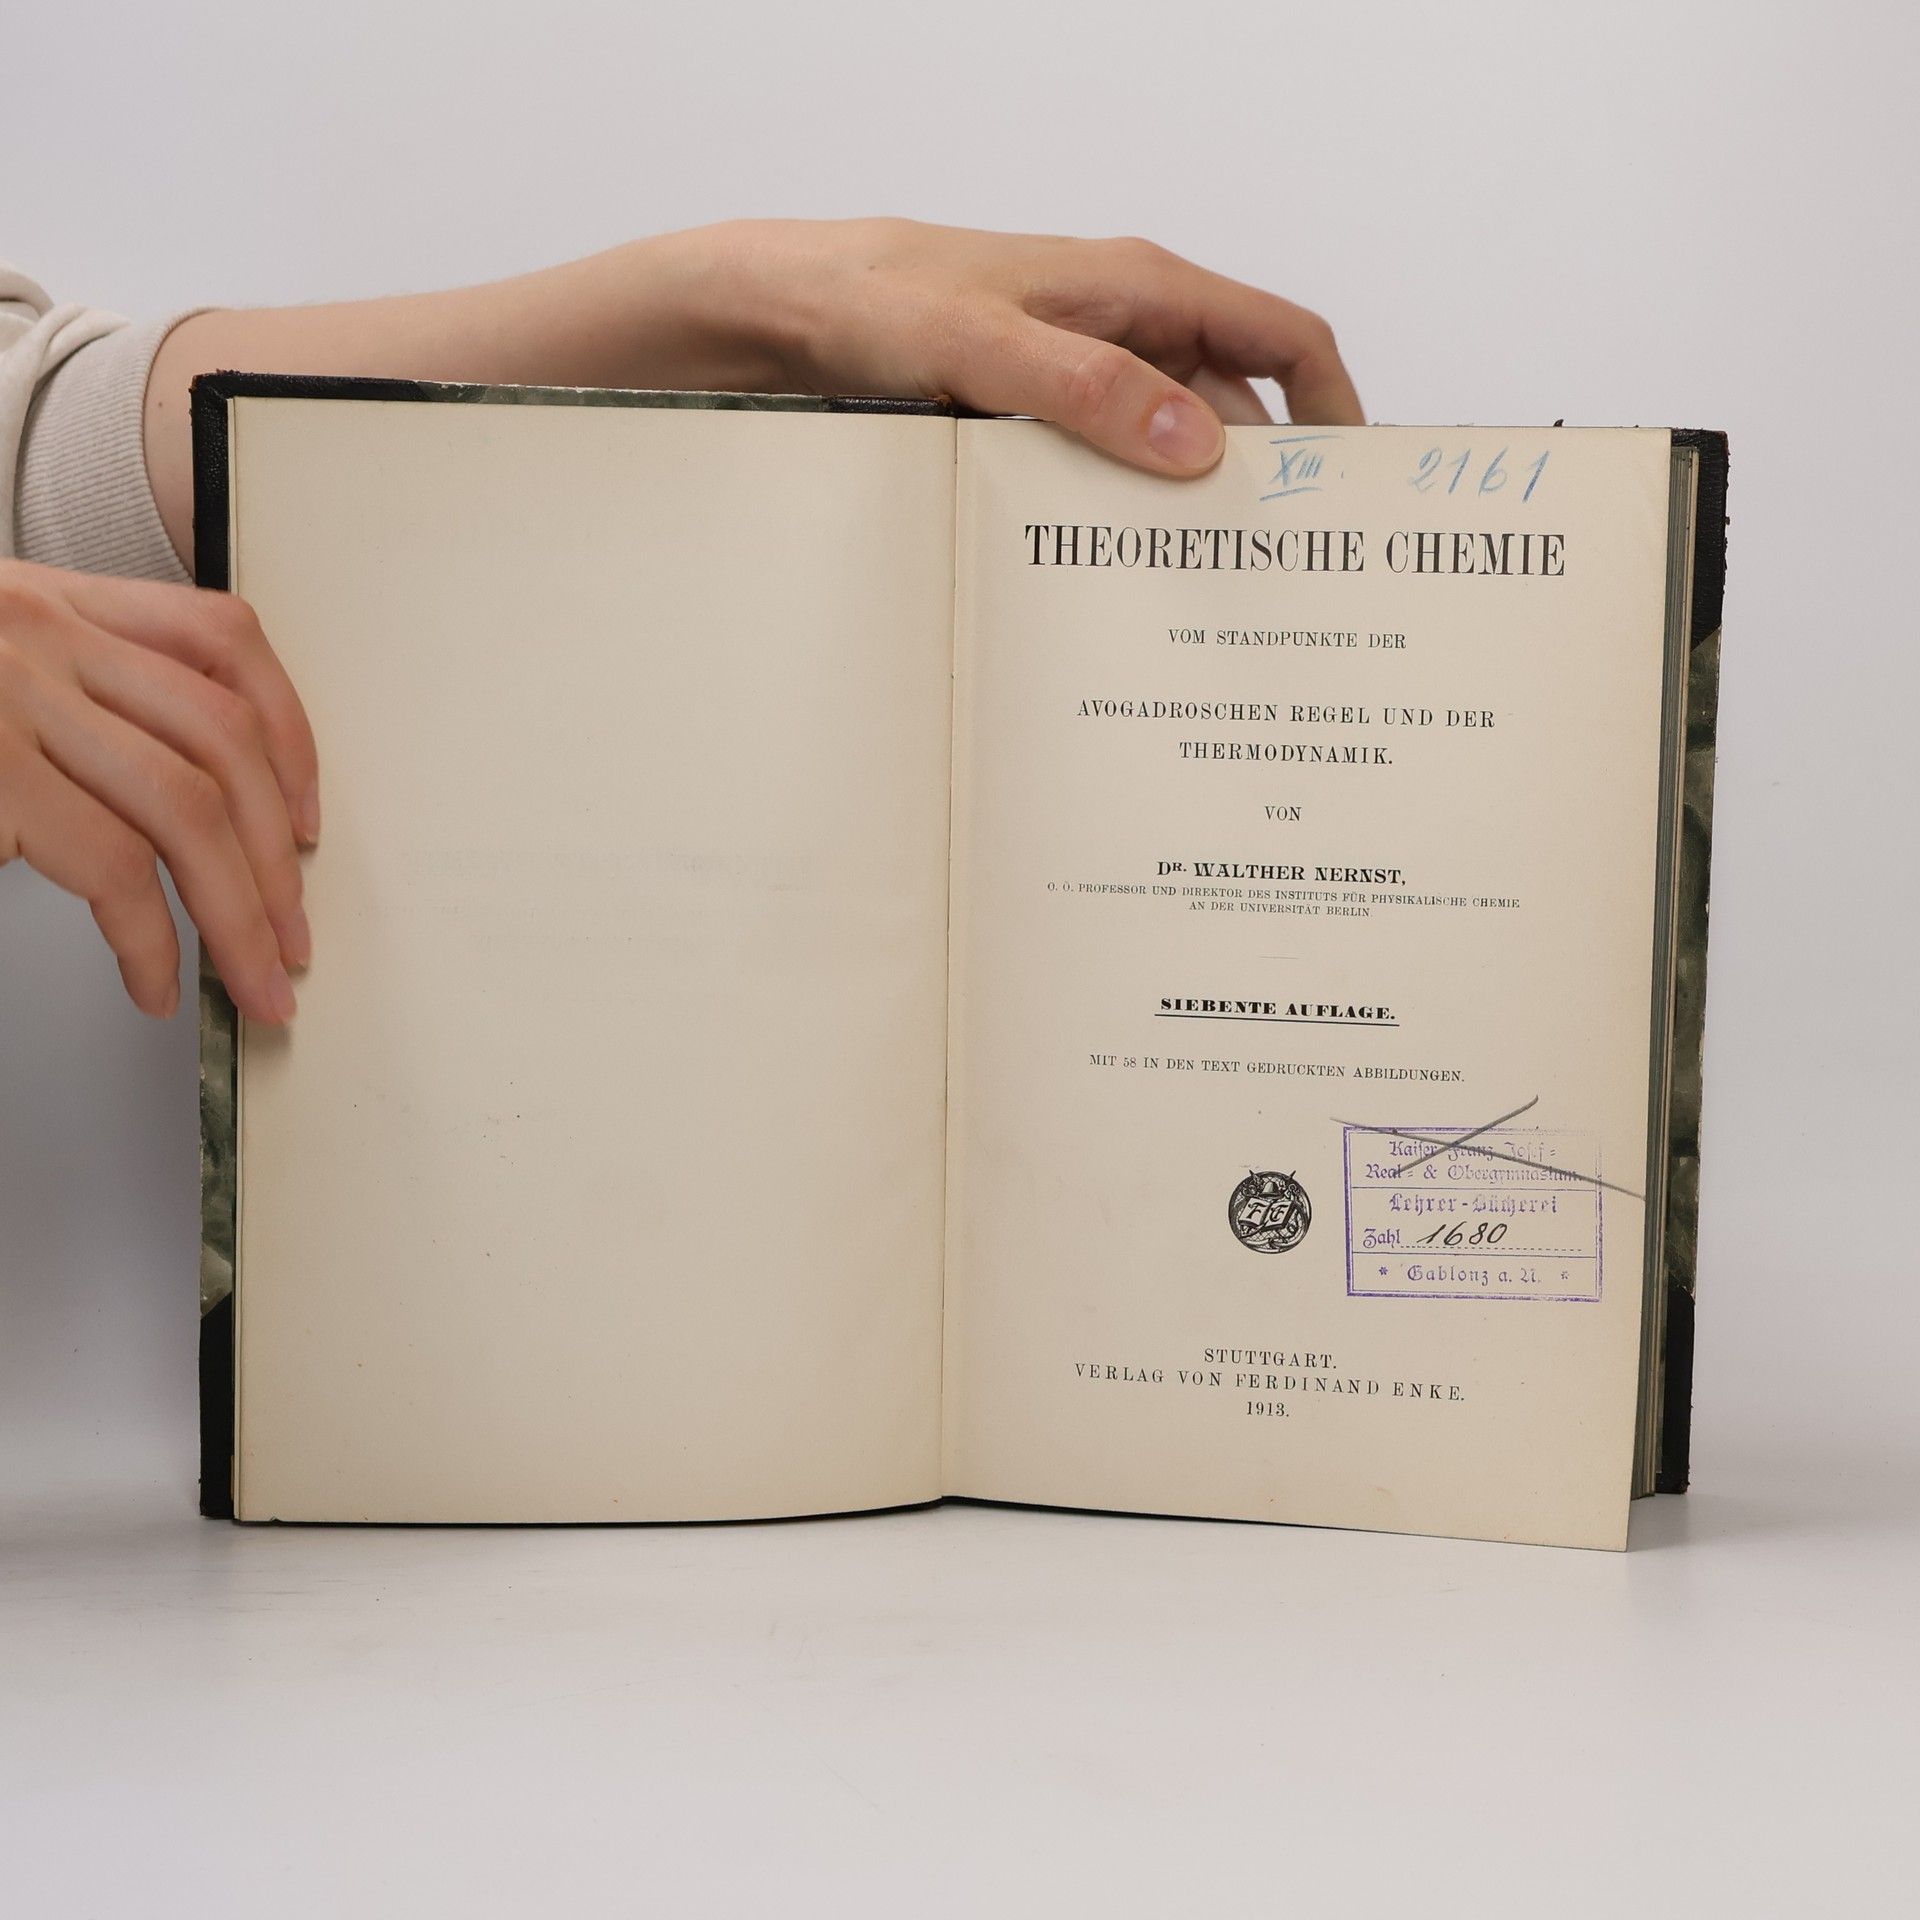 XIII. 2161
THEORETISCHE CHEMIE
VOM STANDPUNKTE DER
AVOGADROSCHEN REGEL UND DER
THERMODYNAMIK.
VON
DR. WALTHER NERNST,
O. Ö. PROFESSOR UND DIREKTOR DES INSTITUTS FÜR PHYSIKALISCHE CHEMIE
AN DER UNIVERSITÄT BERLIN.
SIEBENTE AUFLAGE.
MIT 58 IN DEN TEXT GEDRUCKTEN ABBILDUNGEN.
F E
Kaiser Franz Josef-
Real- & Obergymnasium.
Lehrer-Bücherei
Zahl 1680
* Gablonz a. N. *
STUTTGART.
VERLAG VON FERDINAND ENKE.
1913.